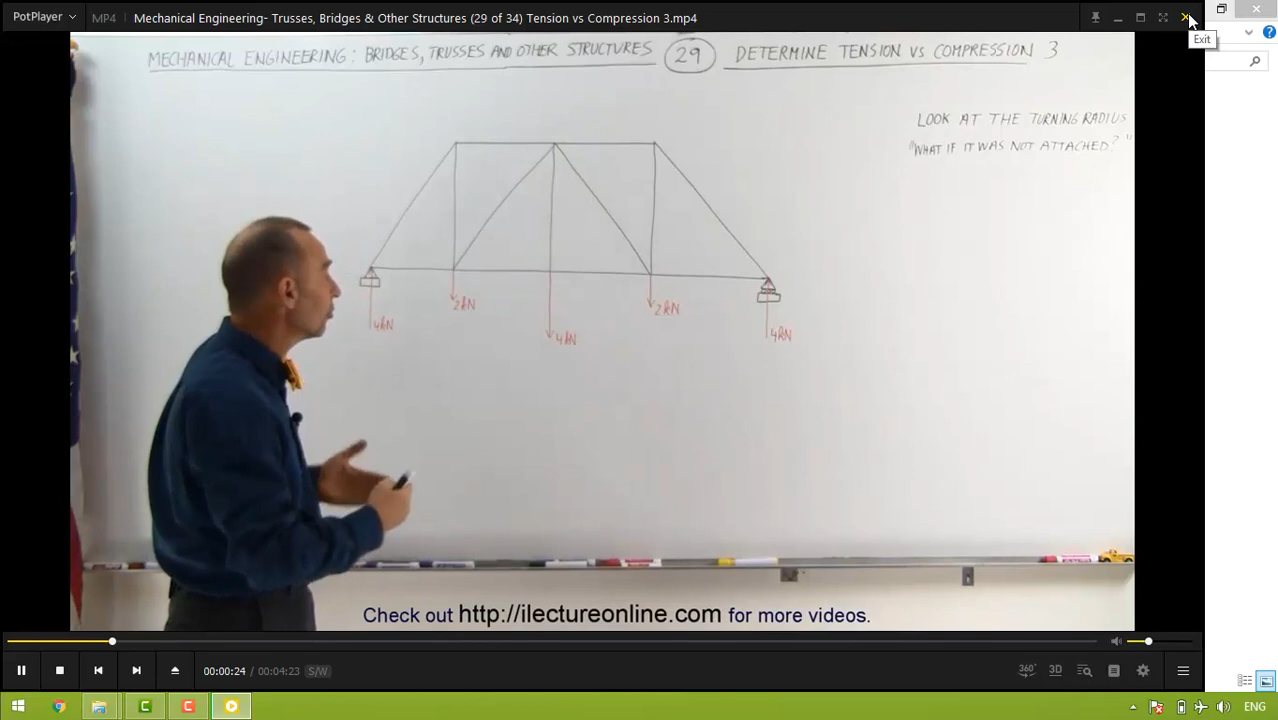 PotPlayer
MP4
Mechanical Engineering- Trusses, Bridges & Other Structures (29 of 34) Tension vs Compression 3.mp4
Exit
MECHANICAL ENGINEERING: BRIDGES, TRUSSES AND OTHER STRUCTURES 29 DETERMINE TENSION vs COMPRESSION 3
LOOK AT THE TURNING RADIUS
"WHAT IF IT WAS NOT ATTACHED?"
2kN
2kN
4kN
4kN
4kN
Check out http://ilectureonline.com for more videos.
00:00:24 / 00:04:23 S/W
360°
3D
ENG